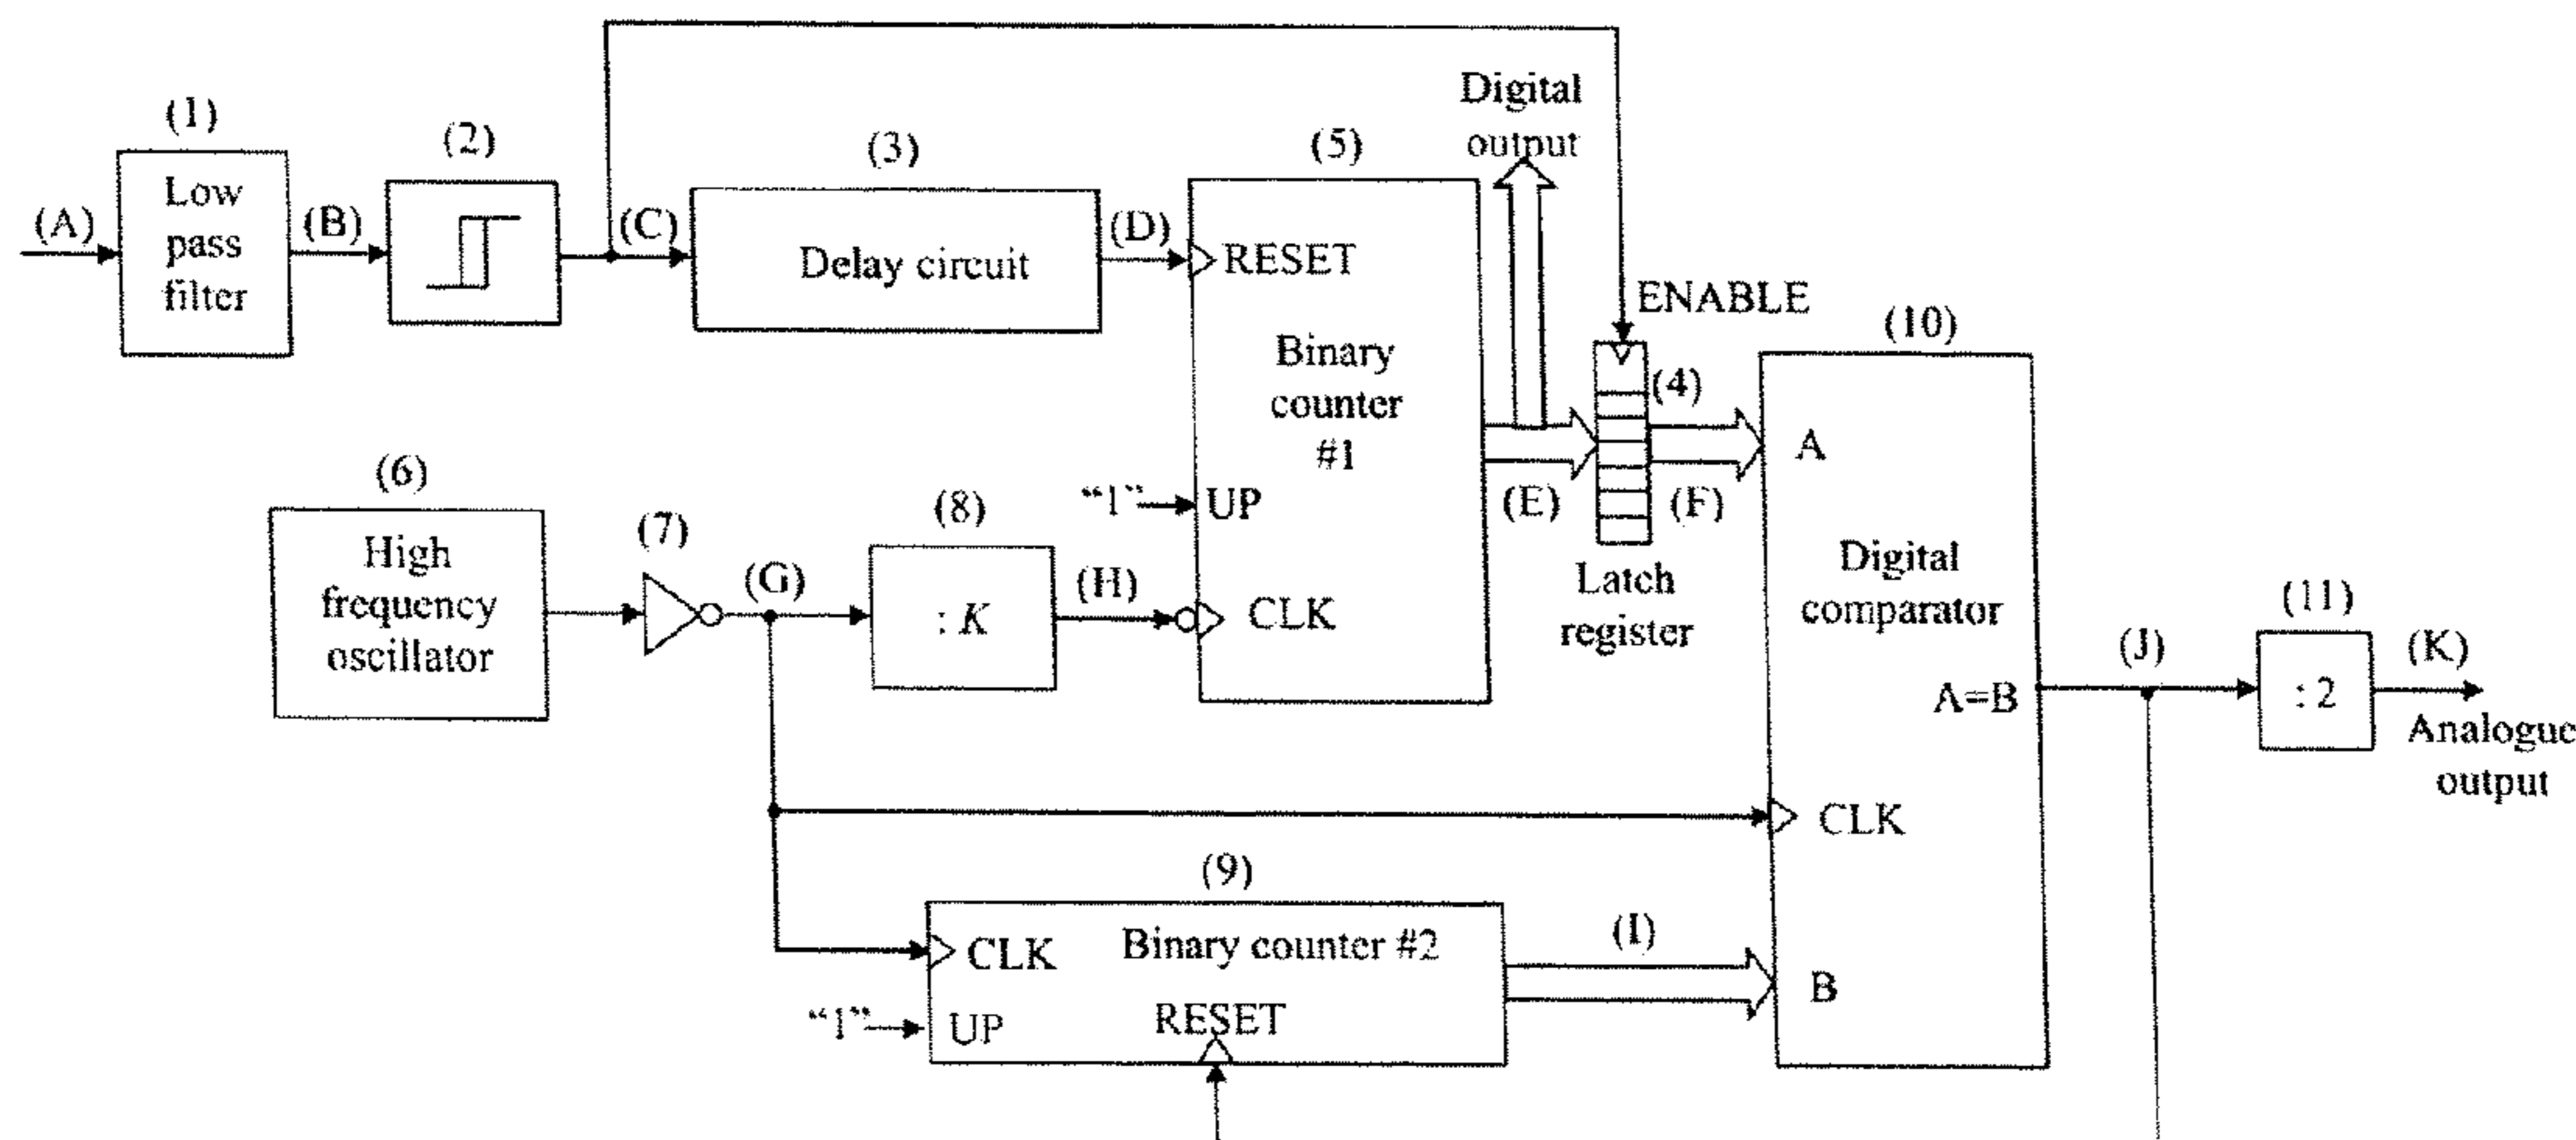 (1)
Low
pass
filter
(A)
(B)
(2)
(C)
(3)
Delay circuit
(D)
(5)
RESET
Binary
counter
#1
"1"
UP
CLK
Digital
output
ENABLE
(4)
(E)
(F)
Latch
register
(10)
A
Digital
comparator
A=B
CLK
B
(6)
High
frequency
oscillator
(7)
(G)
(8)
: K
(H)
(9)
CLK
Binary counter #2
"1"
UP
RESET
(I)
(J)
(11)
: 2
(K)
Analogue
output